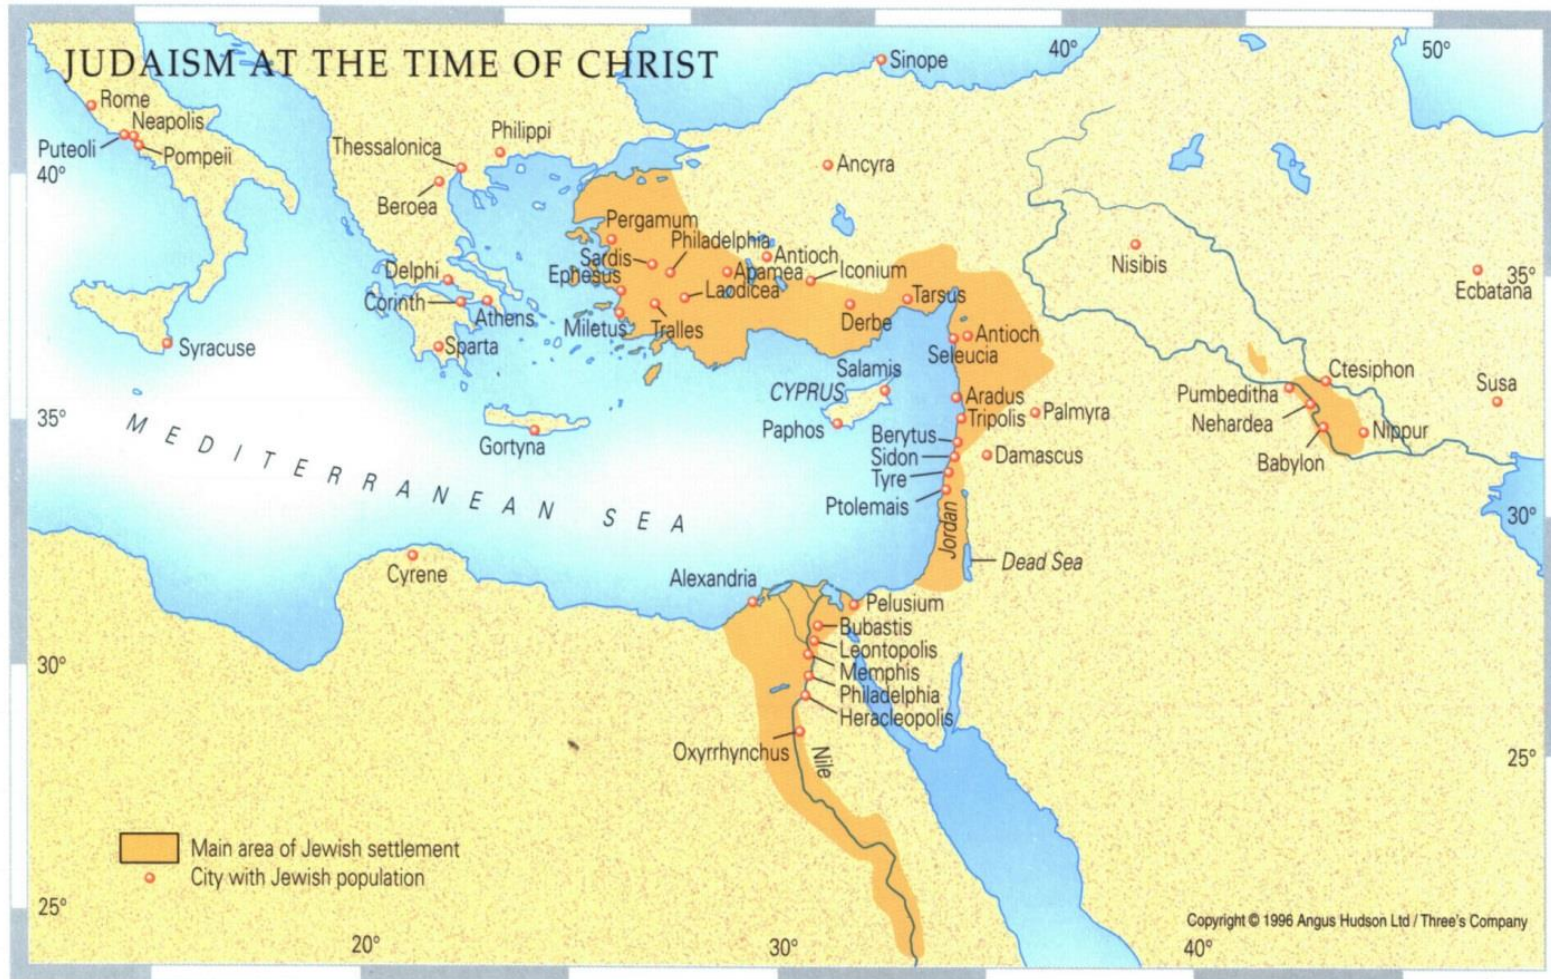 JUDAISM AT THE TIME OF CHRIST
40°
50°
Sinope
Rome
Neapolis
Puteoli
Pompeii
Philippi
Thessalonica
Beroea
Ancyra
40°
Pergamum
Philadelphia
Antioch
Sardis
Apamea
Iconium
Nisibis
35°
Delphi
Ephesus
Laodicea
Tarsus
Ecbatana
Corinth
Athens
Miletus
Tralles
Derbe
Antioch
Seleucia
Syracuse
Sparta
Salamis
CYPRUS
Ctesiphon
Susa
Pumbeditha
Aradus
Palmyra
Tripolis
Nehardea
35°
MEDITERRANEAN SEA
Gortyna
Paphos
Berytus
Sidon
Damascus
Nippur
Babylon
Tyre
Ptolemais
30°
Jordan
Dead Sea
Cyrene
Alexandria
Pelusium
Bubastis
Leontopolis
30°
Memphis
Philadelphia
Heracleopolis
Oxyrrhynchus
Nile
25°
Main area of Jewish settlement
City with Jewish population
25°
Copyright © 1996 Angus Hudson Ltd / Three's Company
20°
30°
40°